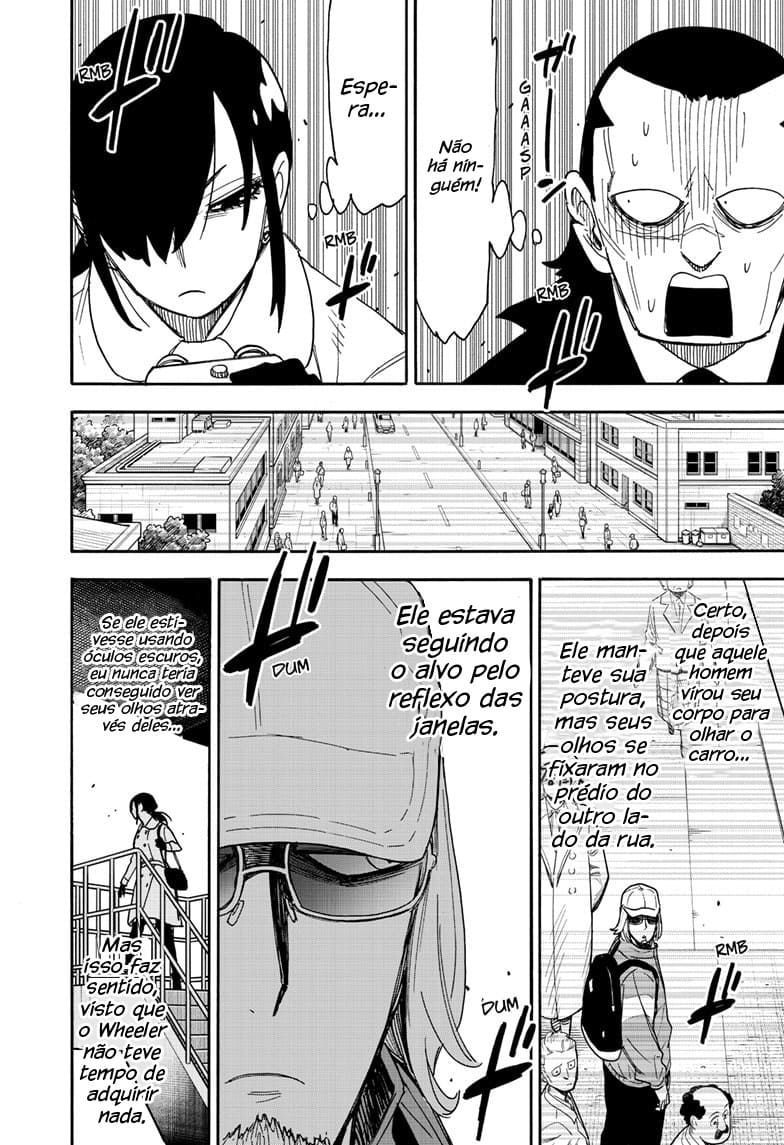 GAAASP
RMB
Não
há nin-
guém!
Espe-
ra...
RMB
RMB
Certo,
depois
que aquele
homem
virou seu
corpo para
olhar o
carro...
Ele man-
teve sua
postura,
mas seus
olhos se
fixaram no
prédio do
outro la-
do da rua.
RMB
Ele estava
seguindo
o alvo pelo
reflexo das
janelas.
DUM
DUM
Se ele esti-
vesse usando
óculos escuros,
eu nunca teria
conseguido ver
seus olhos atra-
vés deles...
Mas
isso faz
sentido,
visto que
o Wheeler
não teve
tempo de
adquirir
nada.